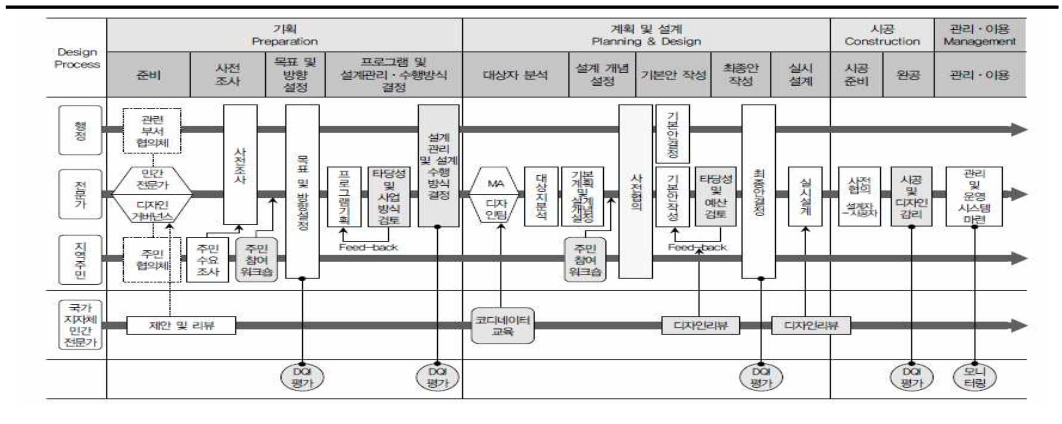 Design
Process
기획
Preparation
계획 및 설계
Planning & Design
시공
Construction
관리·이용
Management
준비
사전
조사
목표 및
방향
설정
프로그램 및
설계관리·수행방식
결정
대상자 분석
설계 개념
설정
기본안 작성
최종안
작성
실시
설계
시공
준비
완공
관리·이용
행정
관련
부서
협의체
사전조사
목표 및 방향설정
설계
관리
및 설계
수행
방식
결정
사전협의
기본안결정
최종안결정
전문가
민간
전문가
디자인
거버넌스
프로그램기획
타당성
및
사업
방식
검토
Feed-back
MA
디자
인팀
대상지분석
기본
계획
및
설계
개념
설정
기본안작성
타당성
및
예산
검토
Feed-back
실시설계
사전
협의
설계자
-시공자
시공
및
디자인
감리
관리
및
운영
시스템
마련
지역주민
주민
협의체
주민
수요
조사
주민
참여
워크숍
주민
참여
워크숍
국가
지자체
민간
전문가
제안 및 리뷰
코디네이터
교육
디자인리뷰
디자인리뷰
DQI
평가
DQI
평가
DQI
평가
DQI
평가
모니
터링